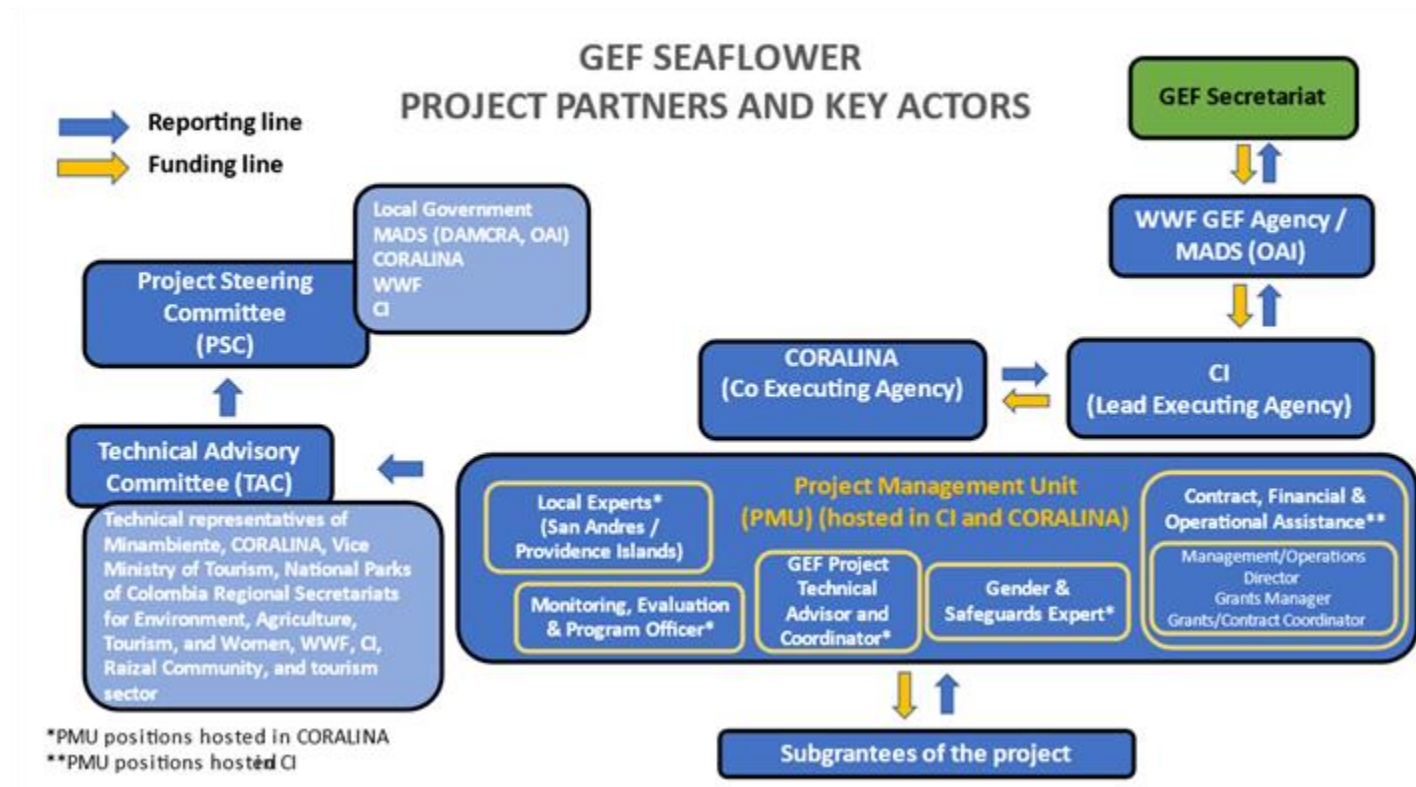 GEF SEAFLOWER
PROJECT PARTNERS AND KEY ACTORS
Reporting line
Funding line
GEF Secretariat
WWF GEF Agency /
MADS (OAI)
Local Government
MADS (DAMCRA, OAI)
CORALINA
WWF
CI
Project Steering
Committee
(PSC)
CORALINA
(Co Executing Agency)
CI
(Lead Executing Agency)
Technical Advisory
Committee (TAC)
Technical representatives of
Minambiente, CORALINA, Vice
Ministry of Tourism, National Parks
of Colombia Regional Secretariats
for Environment, Agriculture,
Tourism, and Women, WWF, CI,
Raizal Community, and tourism
sector
Project Management Unit
(PMU) (hosted in CI and CORALINA)
Local Experts*
(San Andres /
Providence Islands)
Monitoring, Evaluation
& Program Officer*
GEF Project
Technical
Advisor and
Coordinator*
Gender &
Safeguards Expert*
Contract, Financial &
Operational Assistance**
Management/Operations
Director
Grants Manager
Grants/Contract Coordinator
Subgrantees of the project
*PMU positions hosted in CORALINA
**PMU positions hosted in CI